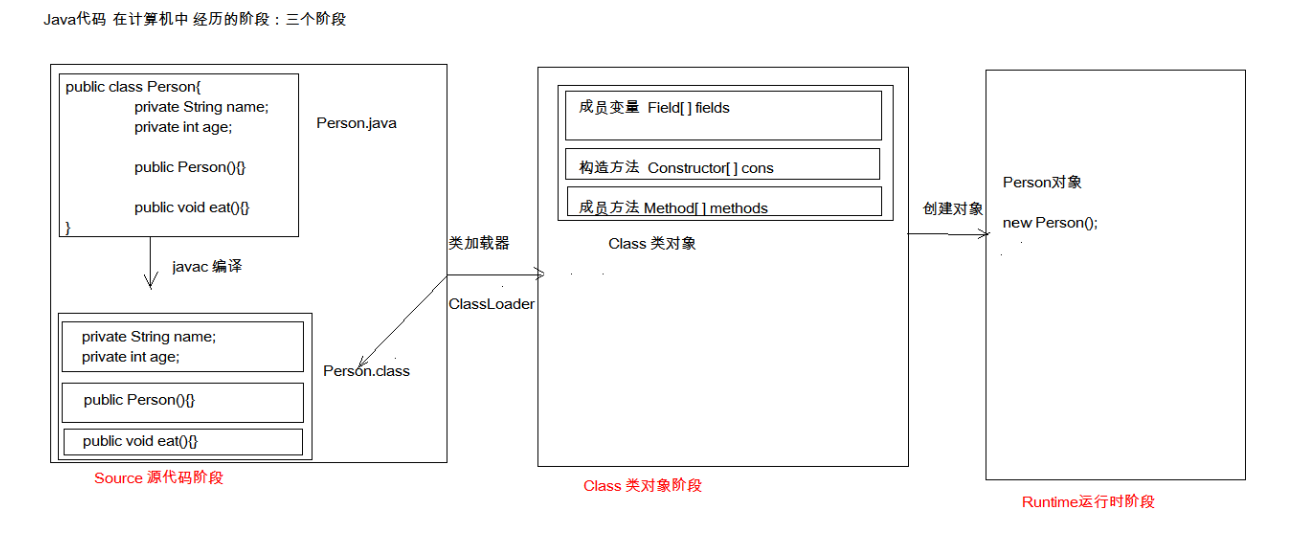 Java代码 在计算机中 经历的阶段：三个阶段
public class Person{
private String name;
private int age;
public Person(){}
public void eat(){}
}
Person.java
javac 编译
private String name;
private int age;
public Person(){}
public void eat(){}
Person.class
Source 源代码阶段
类加载器
ClassLoader
成员变量 Field[ ] fields
构造方法 Constructor[ ] cons
成员方法 Method[ ] methods
Class 类对象
Class 类对象阶段
创建对象
Person对象
new Person();
Runtime运行时阶段